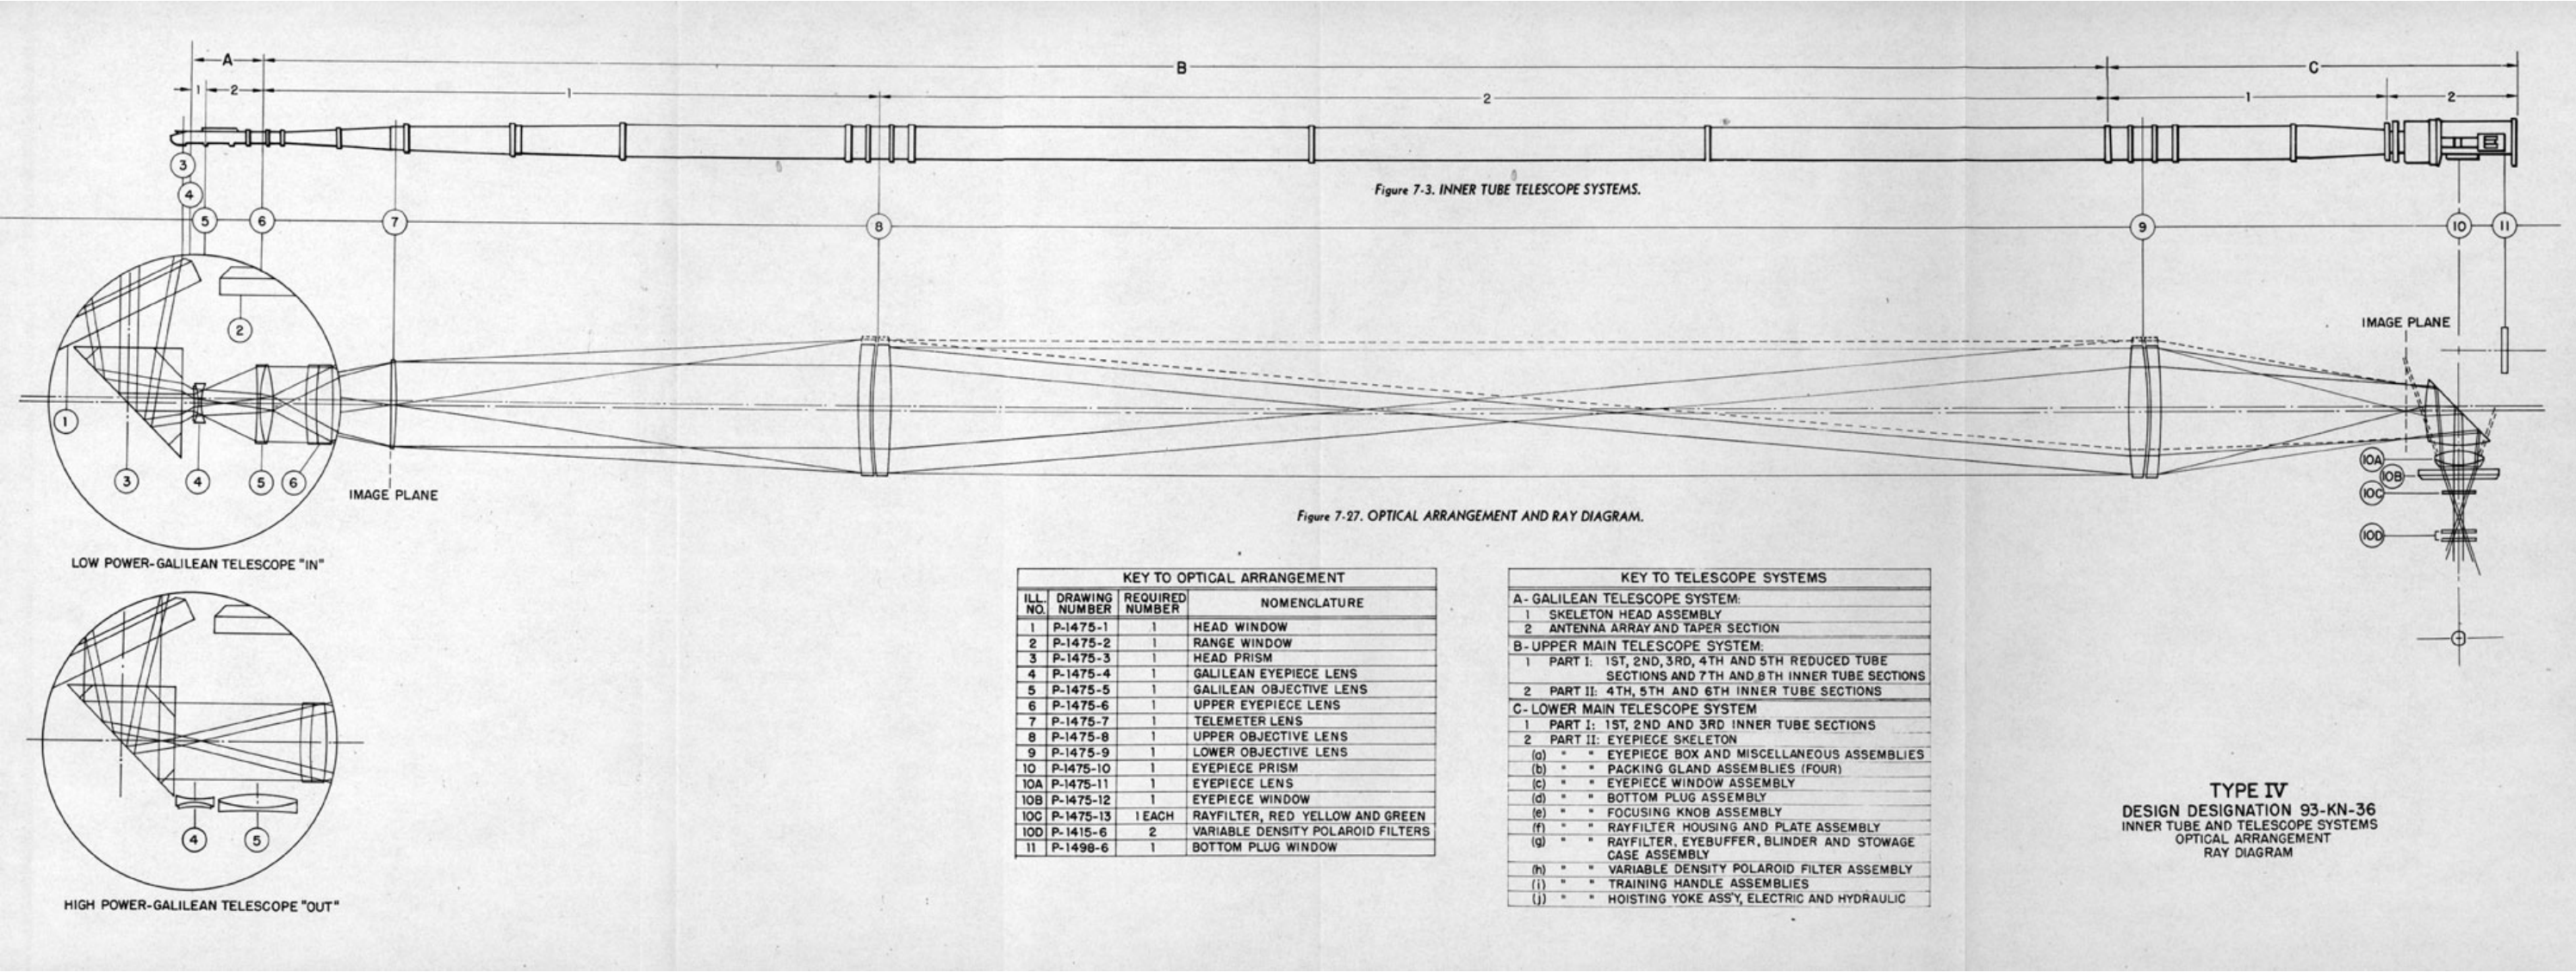 A
B
C
1
2
1
2
1
2
3
4
Figure 7-3. INNER TUBE TELESCOPE SYSTEMS.
5
6
7
8
9
10
11
2
IMAGE PLANE
1
3
4
5
6
IMAGE PLANE
10A
10B
10C
10D
Figure 7-27. OPTICAL ARRANGEMENT AND RAY DIAGRAM.
LOW POWER-GALILEAN TELESCOPE "IN"
4
5
HIGH POWER-GALILEAN TELESCOPE "OUT"
KEY TO OPTICAL ARRANGEMENT
ILL. NO. DRAWING NUMBER REQUIRED NUMBER NOMENCLATURE
1 P-1475-1 1 HEAD WINDOW
2 P-1475-2 1 RANGE WINDOW
3 P-1475-3 1 HEAD PRISM
4 P-1475-4 1 GALILEAN EYEPIECE LENS
5 P-1475-5 1 GALILEAN OBJECTIVE LENS
6 P-1475-6 1 UPPER EYEPIECE LENS
7 P-1475-7 1 TELEMETER LENS
8 P-1475-8 1 UPPER OBJECTIVE LENS
9 P-1475-9 1 LOWER OBJECTIVE LENS
10 P-1475-10 1 EYEPIECE PRISM
10A P-1475-11 1 EYEPIECE LENS
10B P-1475-12 1 EYEPIECE WINDOW
10C P-1475-13 1 EACH RAYFILTER, RED YELLOW AND GREEN
10D P-1415-6 2 VARIABLE DENSITY POLAROID FILTERS
11 P-1498-6 1 BOTTOM PLUG WINDOW
KEY TO TELESCOPE SYSTEMS
A- GALILEAN TELESCOPE SYSTEM:
1 SKELETON HEAD ASSEMBLY
2 ANTENNA ARRAY AND TAPER SECTION
B- UPPER MAIN TELESCOPE SYSTEM:
1 PART I: 1ST, 2ND, 3RD, 4TH AND 5TH REDUCED TUBE
SECTIONS AND 7TH AND 8TH INNER TUBE SECTIONS
2 PART II: 4TH, 5TH AND 6TH INNER TUBE SECTIONS
C- LOWER MAIN TELESCOPE SYSTEM
1 PART I: 1ST, 2ND AND 3RD INNER TUBE SECTIONS
2 PART II: EYEPIECE SKELETON
(a) " " EYEPIECE BOX AND MISCELLANEOUS ASSEMBLIES
(b) " " PACKING GLAND ASSEMBLIES (FOUR)
(c) " " EYEPIECE WINDOW ASSEMBLY
(d) " " BOTTOM PLUG ASSEMBLY
(e) " " FOCUSING KNOB ASSEMBLY
(f) " " RAYFILTER HOUSING AND PLATE ASSEMBLY
(g) " " RAYFILTER, EYEBUFFER, BLINDER AND STOWAGE
CASE ASSEMBLY
(h) " " VARIABLE DENSITY POLAROID FILTER ASSEMBLY
(i) " " TRAINING HANDLE ASSEMBLIES
(j) " " HOISTING YOKE ASS'Y, ELECTRIC AND HYDRAULIC
TYPE IV
DESIGN DESIGNATION 93-KN-36
INNER TUBE AND TELESCOPE SYSTEMS
OPTICAL ARRANGEMENT
RAY DIAGRAM